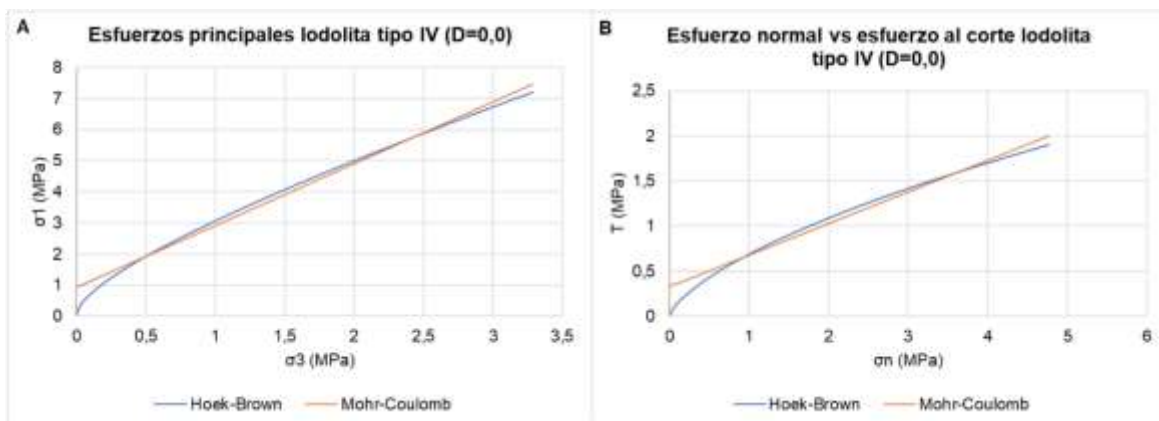 A
Esfuerzos principales lodolita tipo IV (D=0,0)
8
7
6
5
4
3
2
1
0
σ1 (MPa)
0 0,5 1 1,5 2 2,5 3 3,5
σ3 (MPa)
Hoek-Brown Mohr-Coulomb
B
Esfuerzo normal vs esfuerzo al corte lodolita
tipo IV (D=0,0)
2,5
2
1,5
1
0,5
0
T (MPa)
0 1 2 3 4 5 6
σn (MPa)
Hoek-Brown Mohr-Coulomb